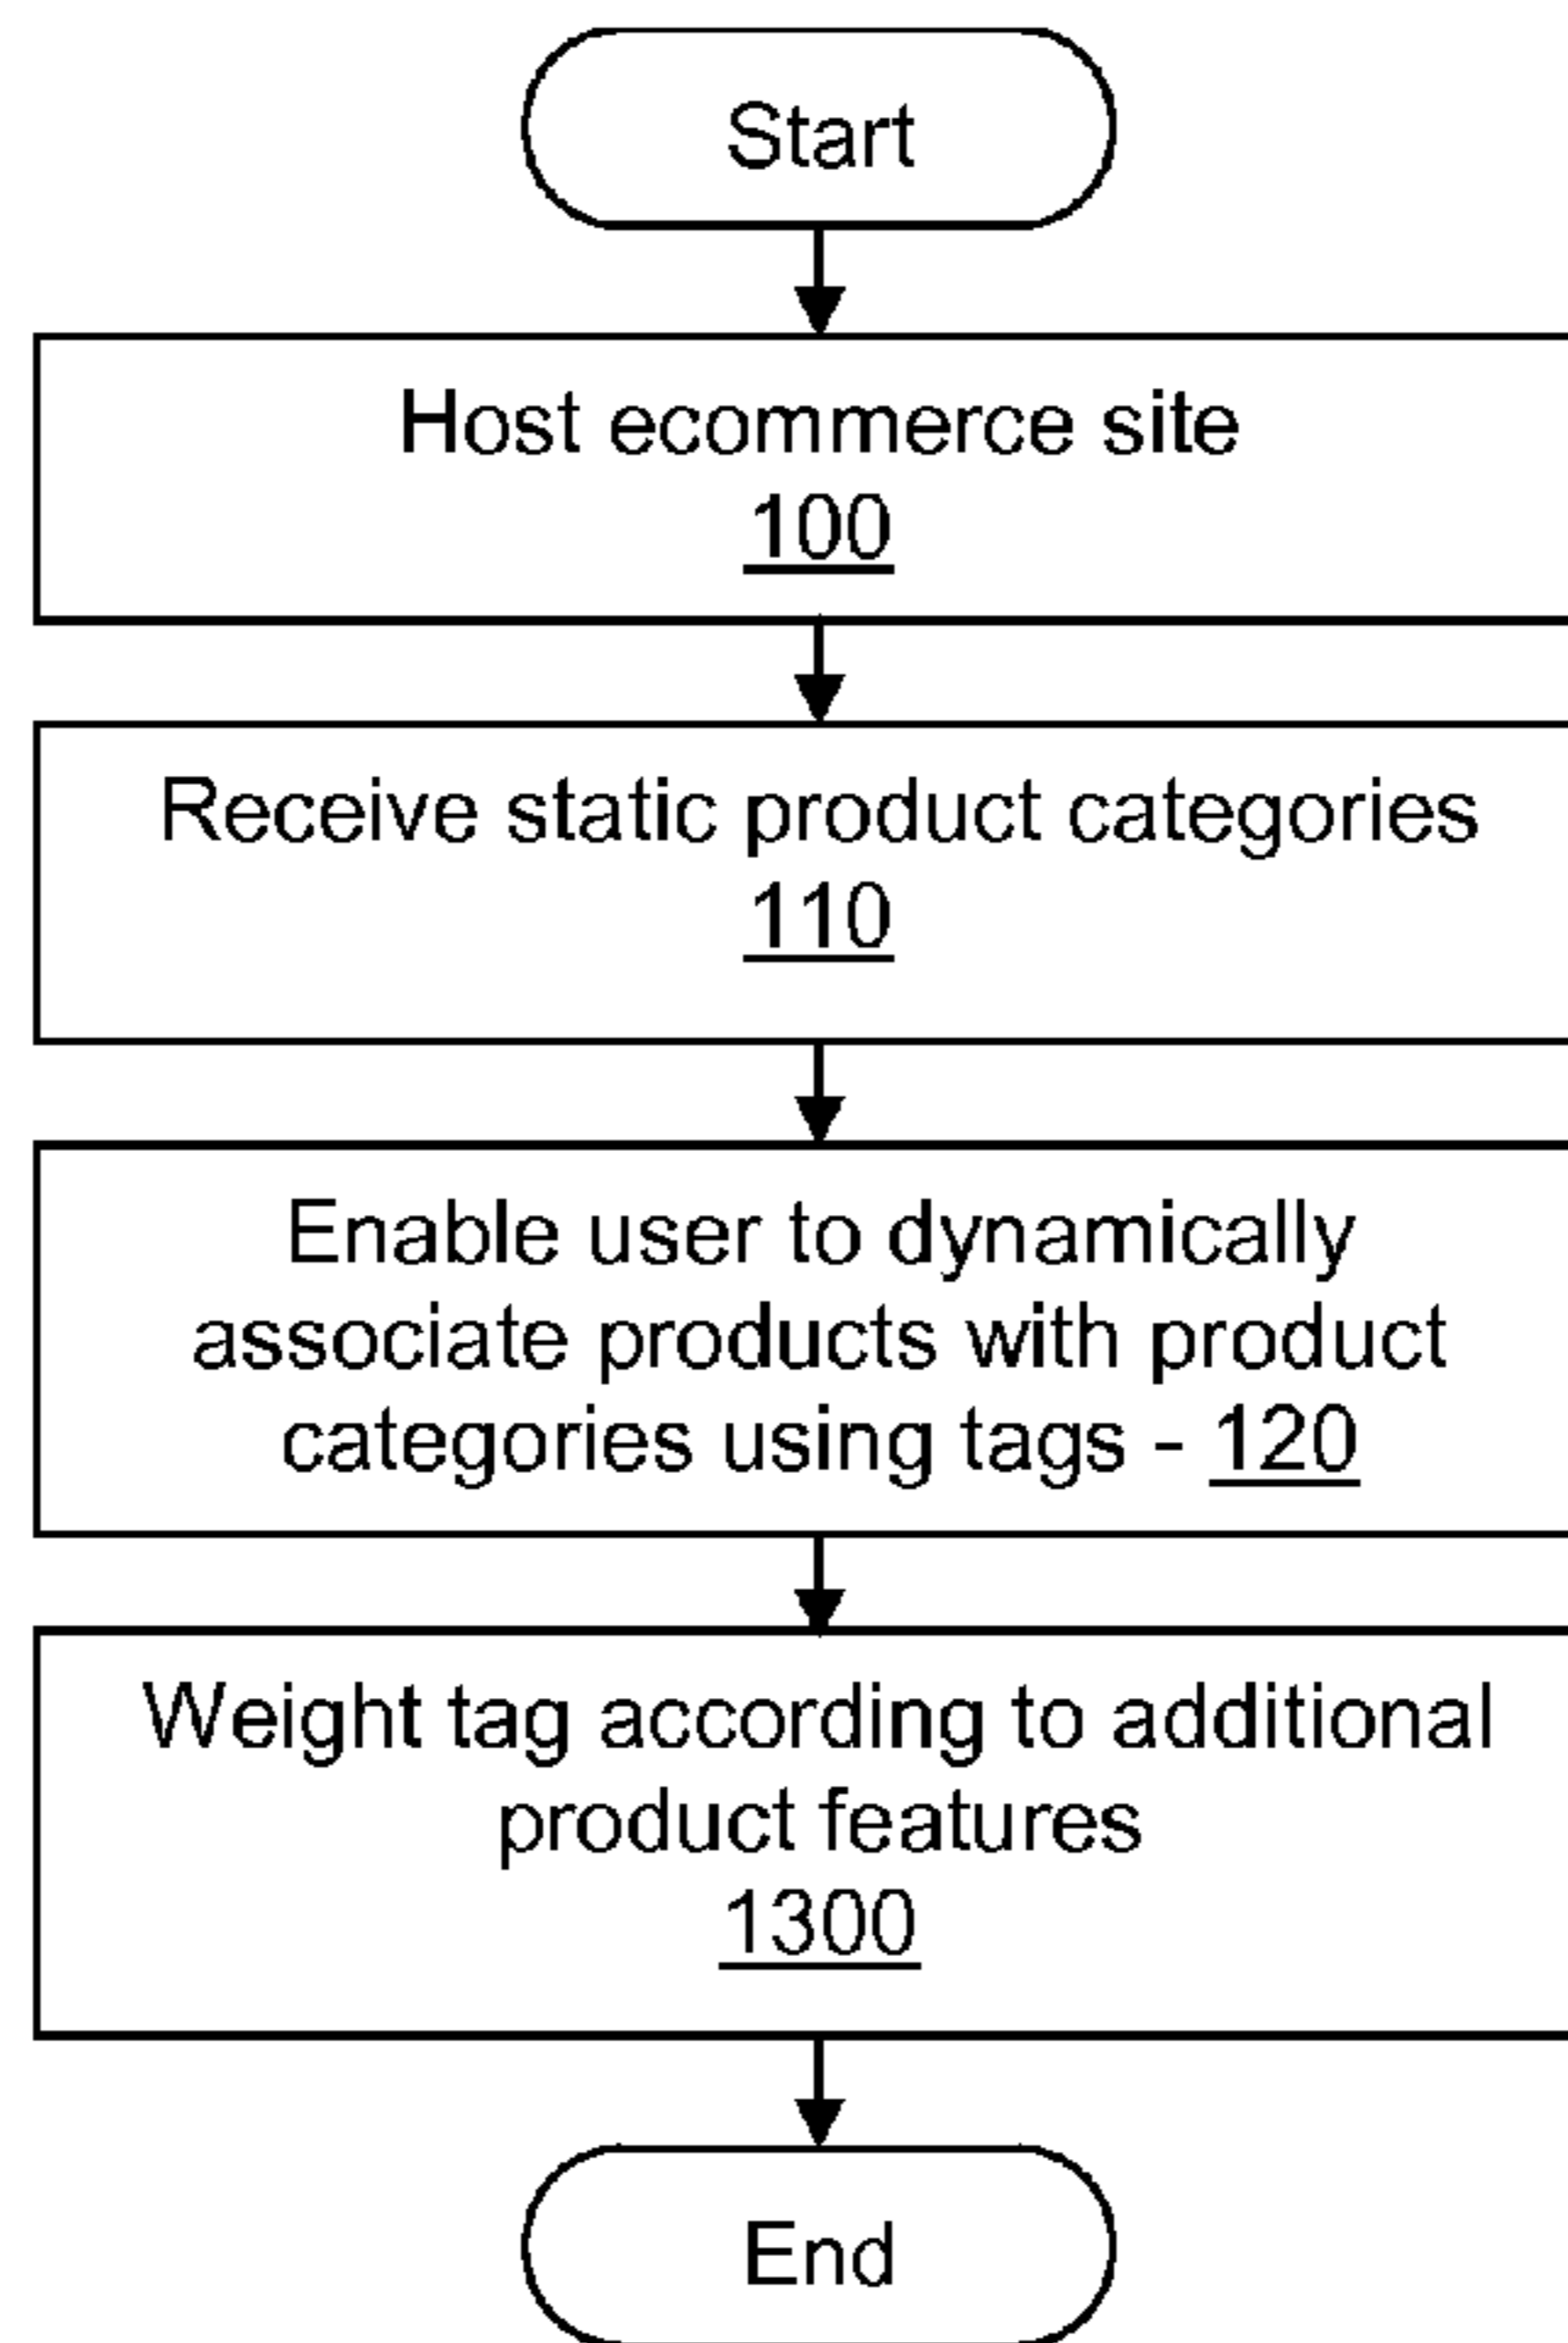 Start
Host ecommerce site
100
Receive static product categories
110
Enable user to dynamically
associate products with product
categories using tags - 120
Weight tag according to additional
product features
1300
End